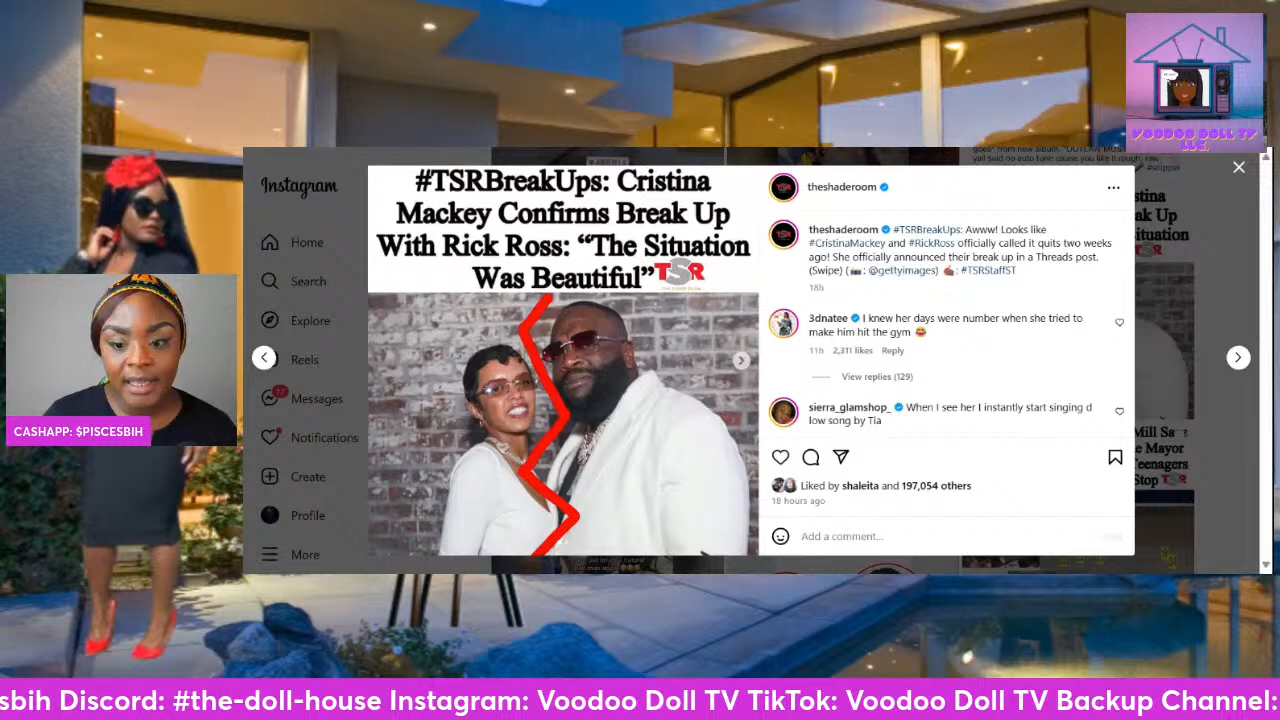 VOODOO DOLL TV LLC.
Instagram
Home
Search
Explore
Reels
17
Messages
Notifications
Create
Profile
More
#TSRBreakUps: Cristina
Mackey Confirms Break Up
With Rick Ross: “The Situation
Was Beautiful”
TSR
theshaderoom
theshaderoom #TSRBreakUps: Awww! Looks like
#CristinaMackey and #RickRoss officially called it quits two weeks
ago! She officially announced their break up in a Threads post.
(Swipe) (📷: @gettyimages) ✍🏾: #TSRStaffST
18h
3dnatee I knew her days were number when she tried to
make him hit the gym 😂
11h 2,311 likes Reply
View replies (129)
sierra_glamshop_ When I see her I instantly start singing d
low song by Tia
Liked by shaleita and 197,054 others
18 hours ago
Add a comment...
CASHAPP: $PISCESBIH
sbih Discord: #the-doll-house Instagram: Voodoo Doll TV TikTok: Voodoo Doll TV Backup Channel: